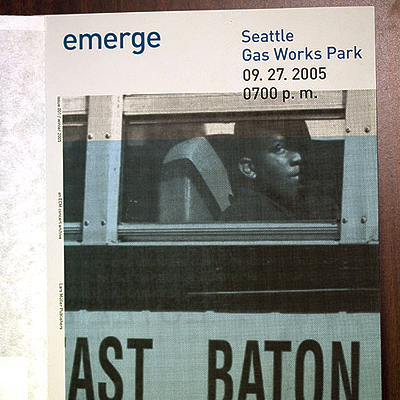 emerge
Seattle
Gas Works Park
09. 27. 2005
0700 p. m.
AST BATON